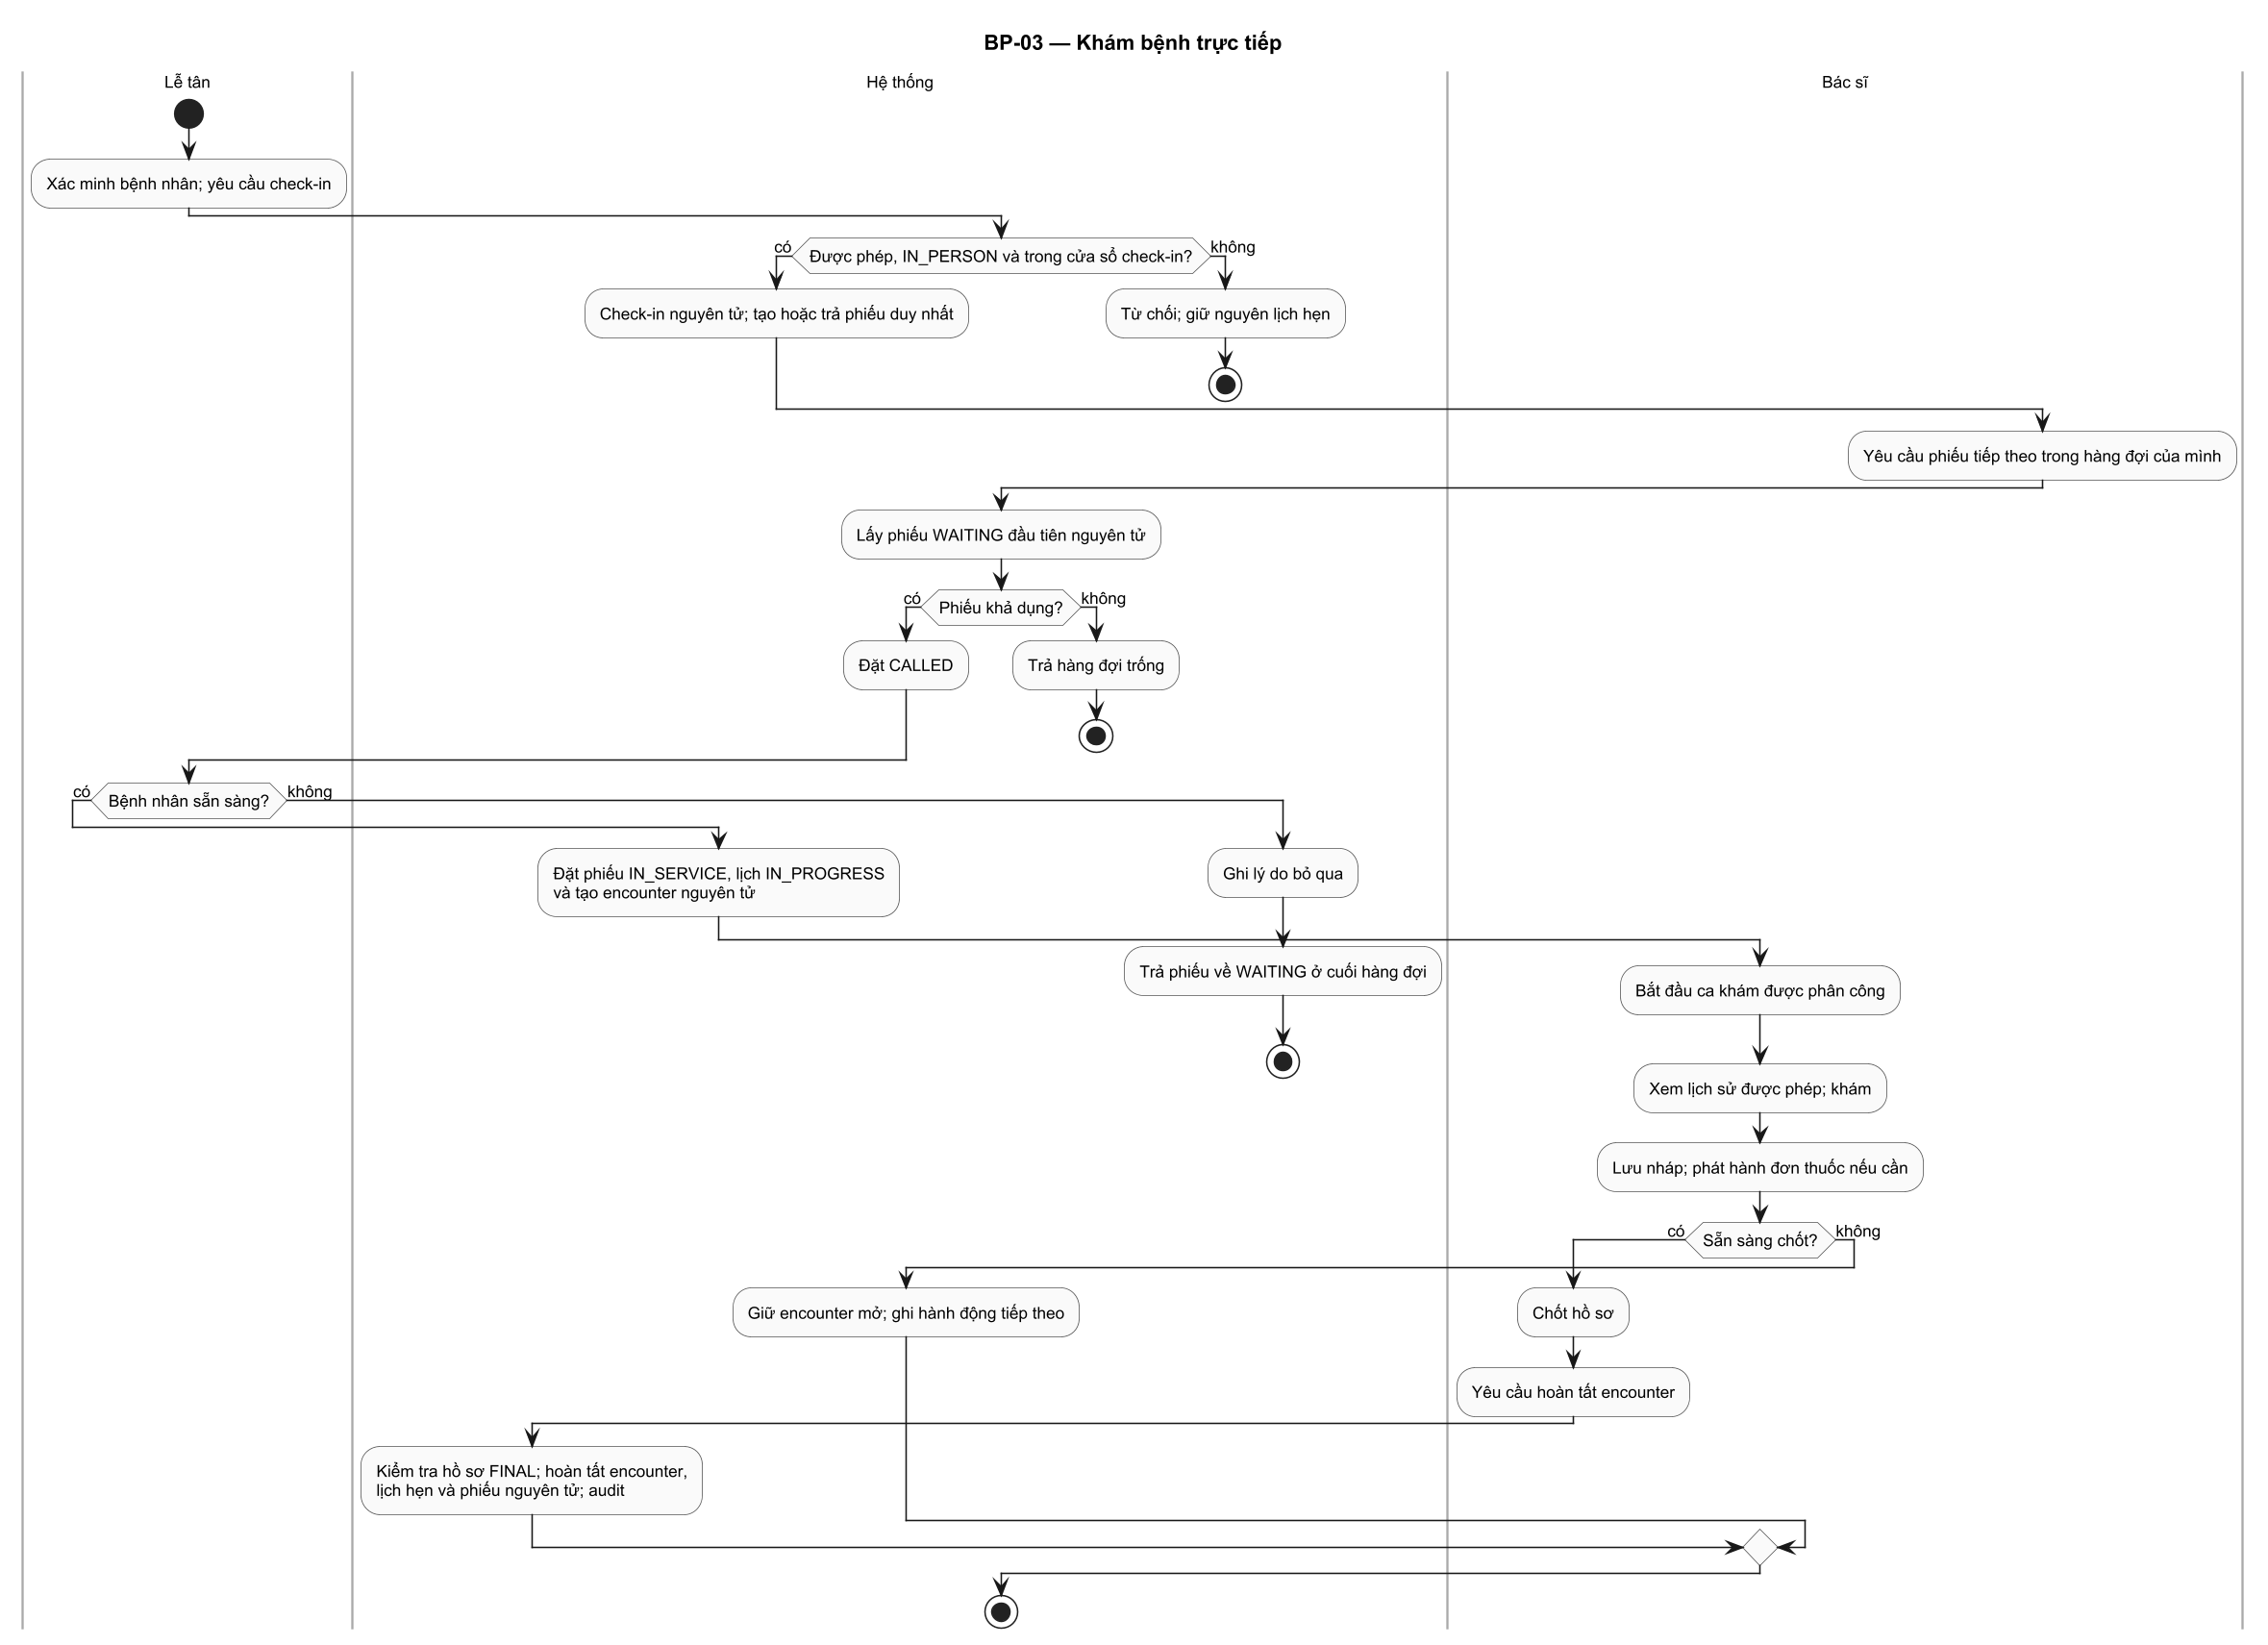 BP-03 — Khám bệnh trực tiếp
Lễ tân
Hệ thống
Bác sĩ
Xác minh bệnh nhân; yêu cầu check-in
có
Được phép, IN_PERSON và trong cửa sổ check-in?
không
Check-in nguyên tử; tạo hoặc trả phiếu duy nhất
Từ chối; giữ nguyên lịch hẹn
Yêu cầu phiếu tiếp theo trong hàng đợi của mình
Lấy phiếu WAITING đầu tiên nguyên tử
có
Phiếu khả dụng?
không
Đặt CALLED
Trả hàng đợi trống
có
Bệnh nhân sẵn sàng?
không
Đặt phiếu IN_SERVICE, lịch IN_PROGRESS
và tạo encounter nguyên tử
Ghi lý do bỏ qua
Trả phiếu về WAITING ở cuối hàng đợi
Bắt đầu ca khám được phân công
Xem lịch sử được phép; khám
Lưu nháp; phát hành đơn thuốc nếu cần
có
Sẵn sàng chốt?
không
Giữ encounter mở; ghi hành động tiếp theo
Chốt hồ sơ
Yêu cầu hoàn tất encounter
Kiểm tra hồ sơ FINAL; hoàn tất encounter,
lịch hẹn và phiếu nguyên tử; audit